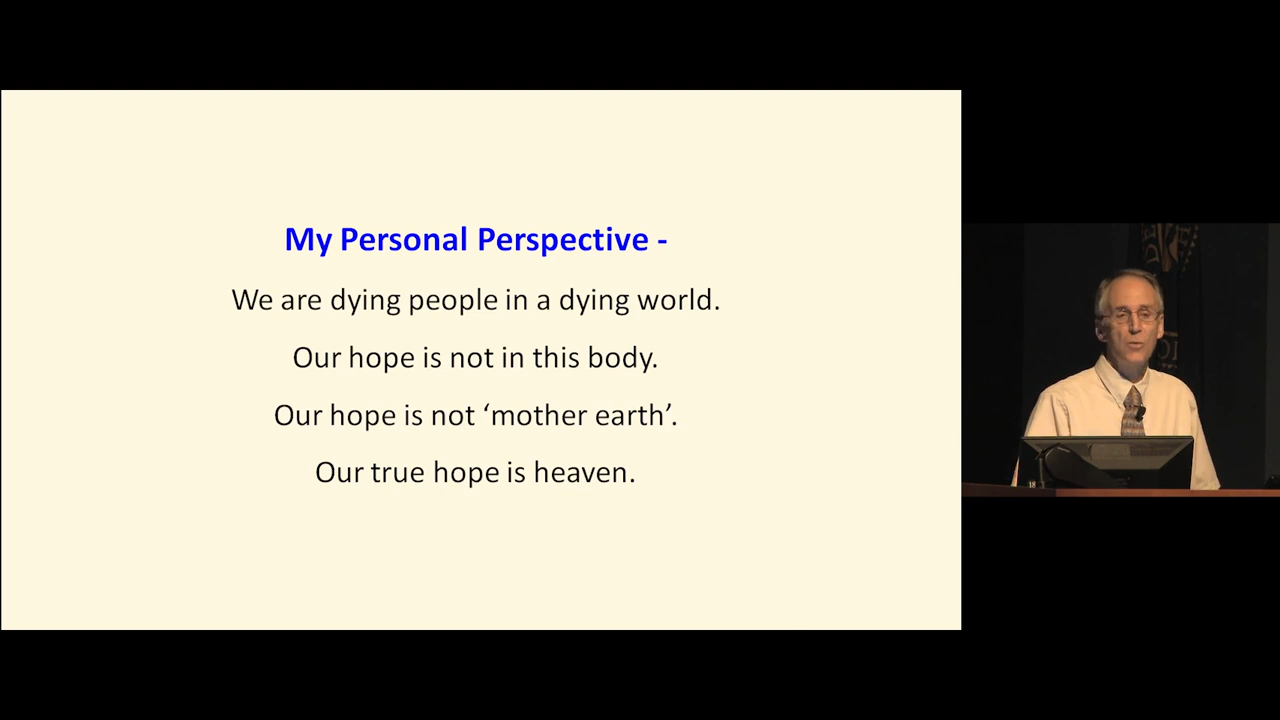 My Personal Perspective -
We are dying people in a dying world.
Our hope is not in this body.
Our hope is not ‘mother earth’.
Our true hope is heaven.
18